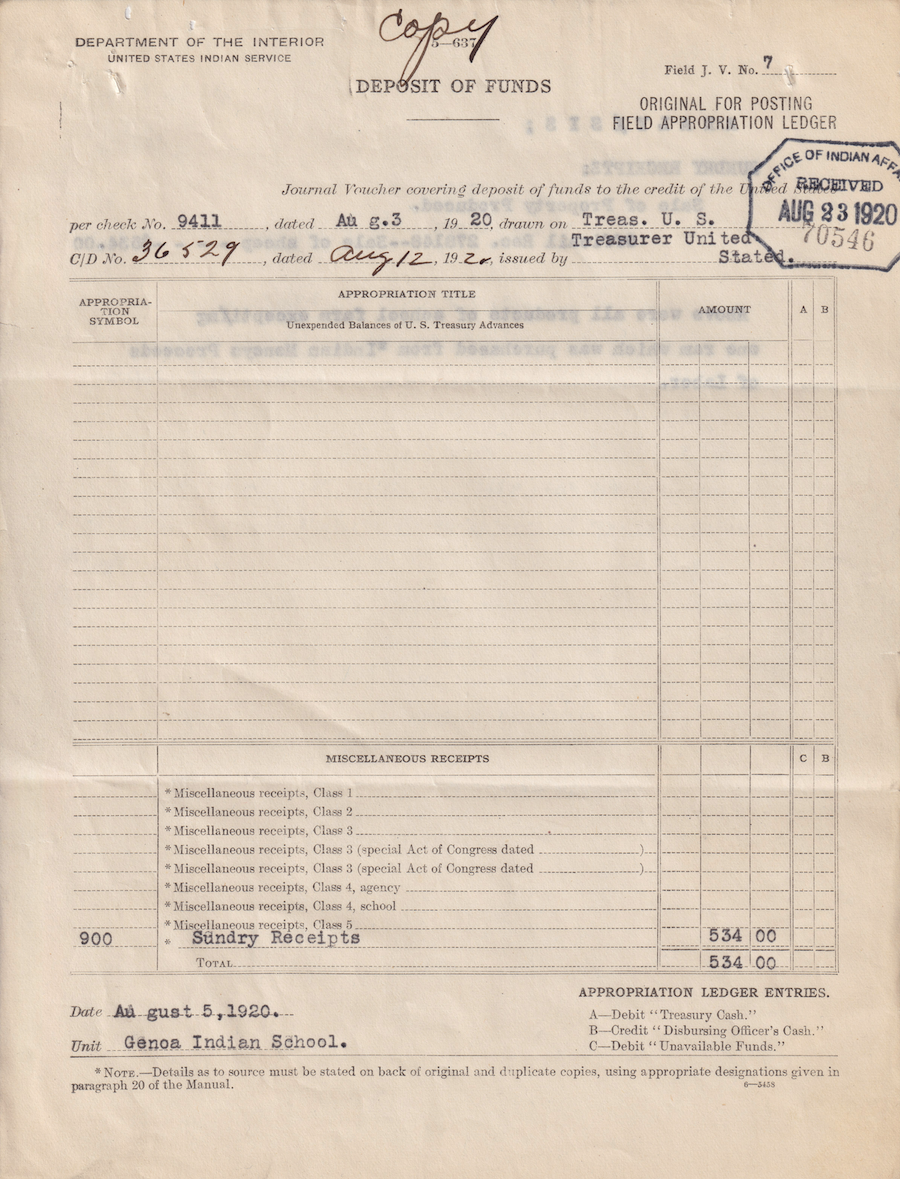 Copy
DEPARTMENT OF THE INTERIOR
UNITED STATES INDIAN SERVICE
5—637
Field J. V. No. 7
DEPOSIT OF FUNDS
ORIGINAL FOR POSTING
FIELD APPROPRIATION LEDGER
OFFICE OF INDIAN AFFA
RECEIVED
AUG 23 1920
70546
Journal Voucher covering deposit of funds to the credit of the United States
per check No. 9411, dated Au g.3, 1920, drawn on Treas. U. S.
Treasurer United
C/D No. 36529, dated Aug 12, 1920, issued by Stated.
APPROPRIA-
TION
SYMBOL
APPROPRIATION TITLE
Unexpended Balances of U. S. Treasury Advances
AMOUNT
A B
MISCELLANEOUS RECEIPTS
C B
* Miscellaneous receipts, Class 1
* Miscellaneous receipts, Class 2
* Miscellaneous receipts, Class 3
* Miscellaneous receipts, Class 3 (special Act of Congress dated )
* Miscellaneous receipts, Class 3 (special Act of Congress dated )
* Miscellaneous receipts, Class 4, agency
* Miscellaneous receipts, Class 4, school
* Miscellaneous receipts, Class 5
900 * Sundry Receipts 534 00
TOTAL 534 00
Date Au gust 5,1920.
Unit Genoa Indian School.
APPROPRIATION LEDGER ENTRIES.
A—Debit "Treasury Cash."
B—Credit "Disbursing Officer's Cash."
C—Debit "Unavailable Funds."
* NOTE.—Details as to source must be stated on back of original and duplicate copies, using appropriate designations given in
paragraph 20 of the Manual.
6—5458